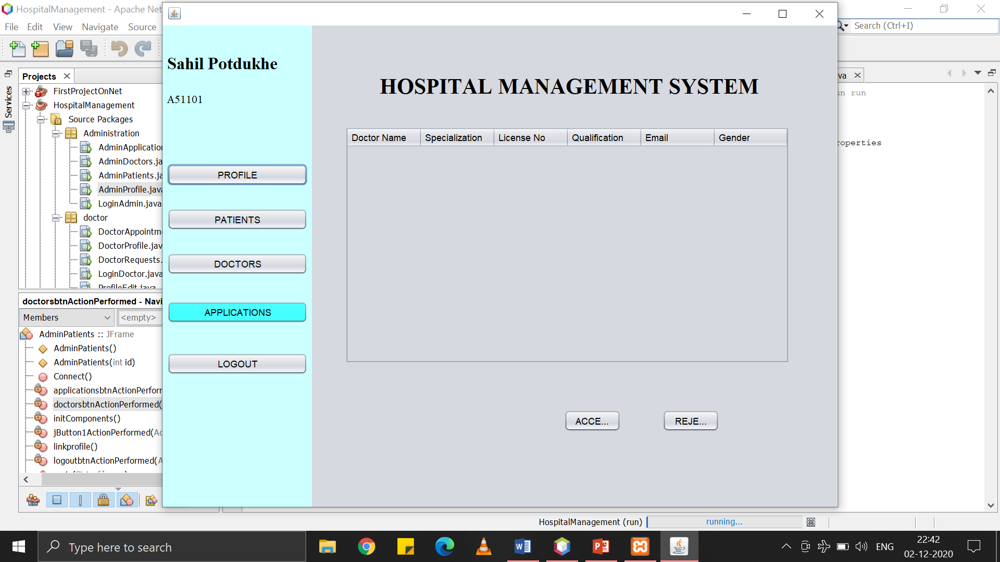 HospitalManagement - Apache Net
File Edit View Navigate Source
Search (Ctrl+I)
Services
Projects
FirstProjectOnNet
HospitalManagement
Source Packages
Administration
AdminApplication
AdminDoctors.ja
AdminPatients.ja
AdminProfile.java
LoginAdmin.java
doctor
DoctorAppointm
DoctorProfile.jav
DoctorRequests.
LoginDoctor.java
ProfileEdit.java
doctorsbtnActionPerformed - Navi
Members
<empty>
AdminPatients :: JFrame
AdminPatients()
AdminPatients(int id)
Connect()
applicationsbtnActionPerforr
doctorsbtnActionPerformed(
initComponents()
jButton1ActionPerformed(Ac
linkprofile()
logoutbtnActionPerformed(A
Sahil Potdukhe
A51101
PROFILE
PATIENTS
DOCTORS
APPLICATIONS
LOGOUT
HOSPITAL MANAGEMENT SYSTEM
Doctor Name Specialization License No Qualification Email Gender
ACCE... REJE...
va
un run
roperties
HospitalManagement (run) running...
Type here to search
ENG
22:42
02-12-2020